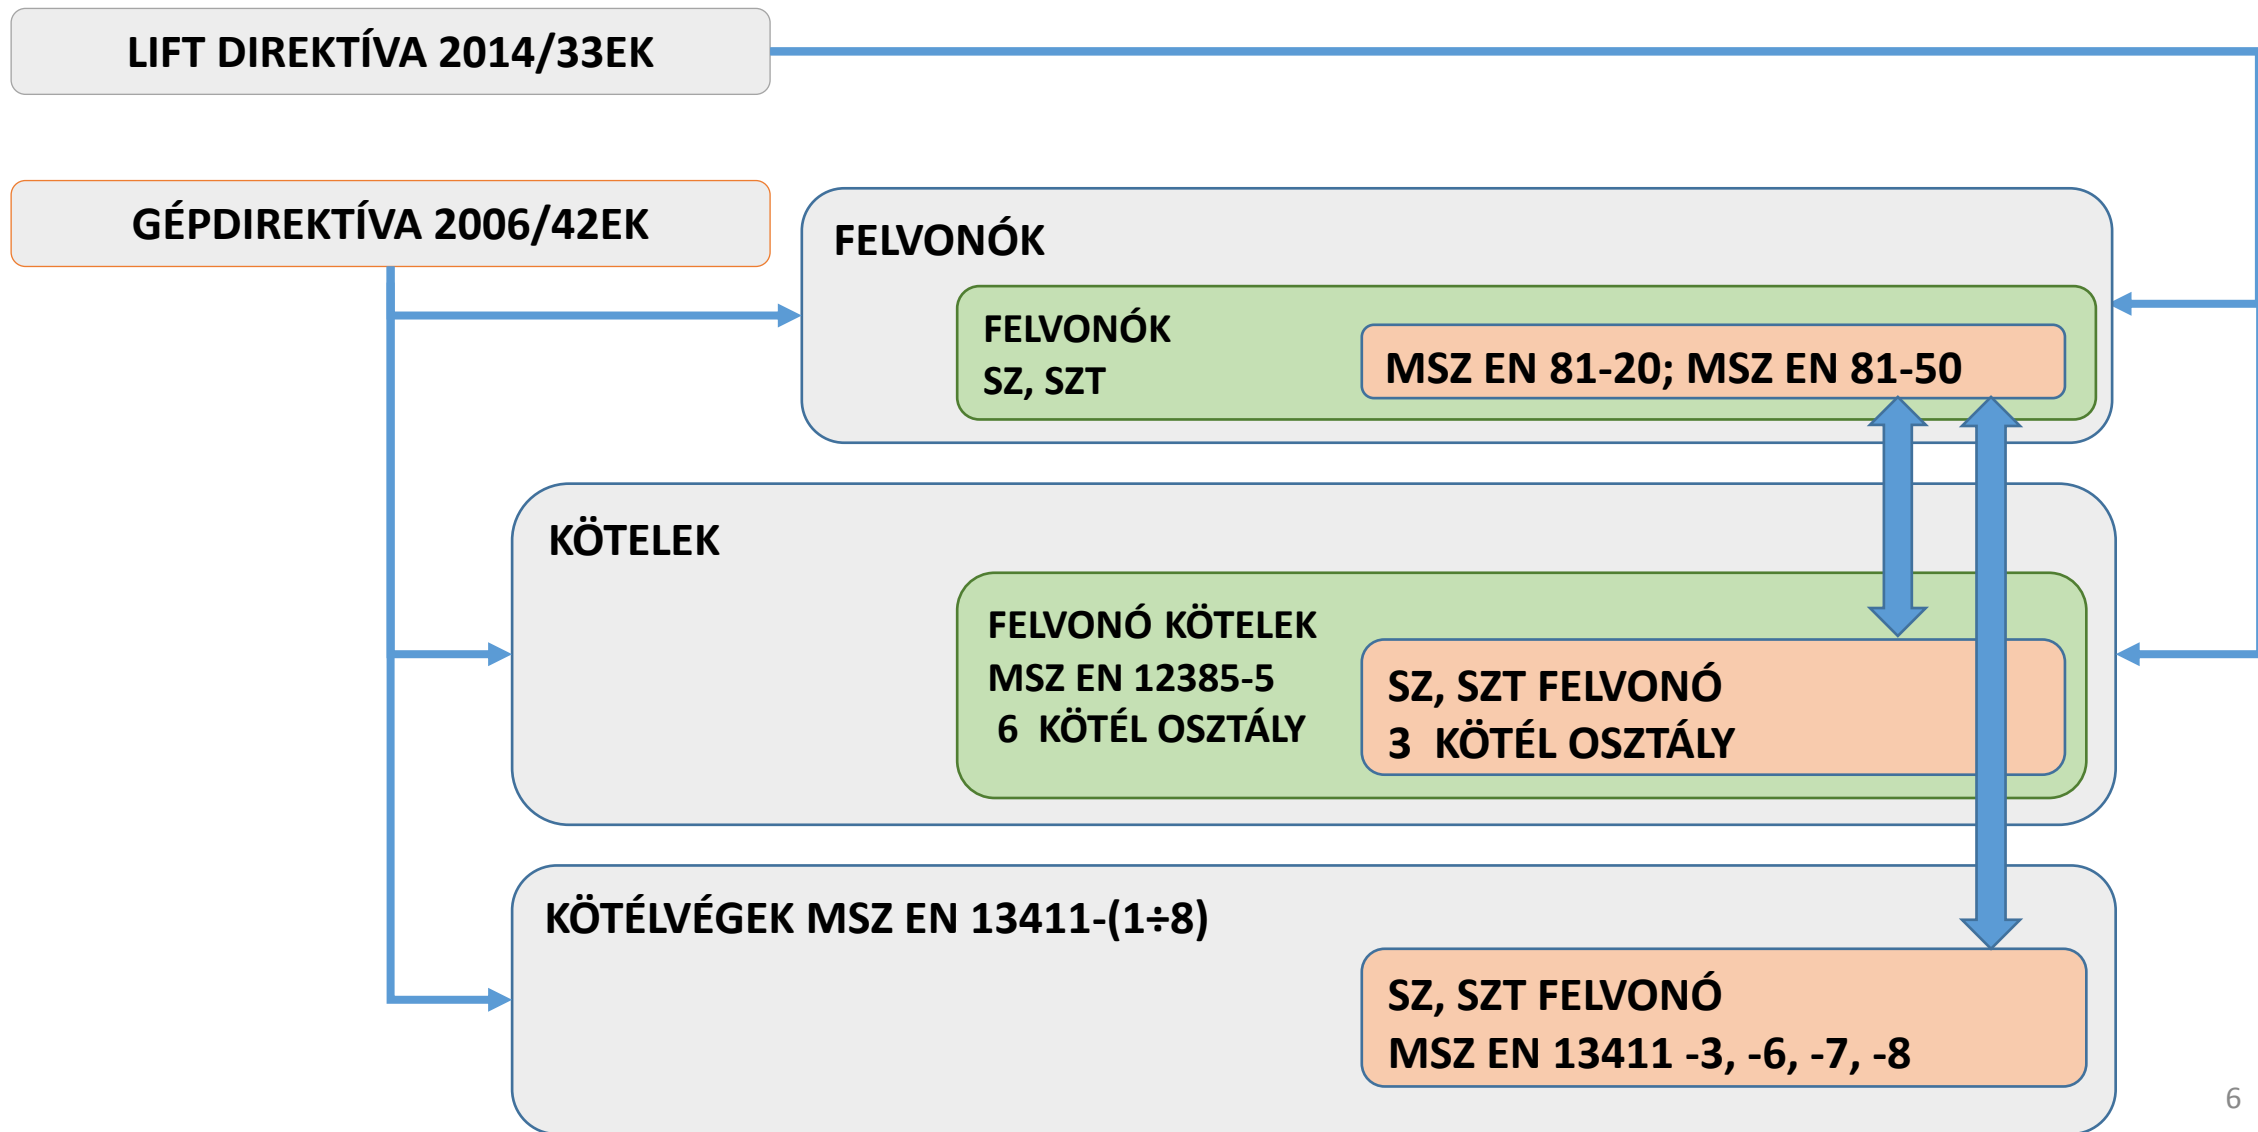 LIFT DIREKTÍVA 2014/33EK
GÉPDIREKTÍVA 2006/42EK
FELVONÓK
FELVONÓK
SZ, SZT
MSZ EN 81-20; MSZ EN 81-50
KÖTELEK
FELVONÓ KÖTELEK
MSZ EN 12385-5
6 KÖTÉL OSZTÁLY
SZ, SZT FELVONÓ
3 KÖTÉL OSZTÁLY
KÖTÉLVÉGEK MSZ EN 13411-(1÷8)
SZ, SZT FELVONÓ
MSZ EN 13411 -3, -6, -7, -8
6